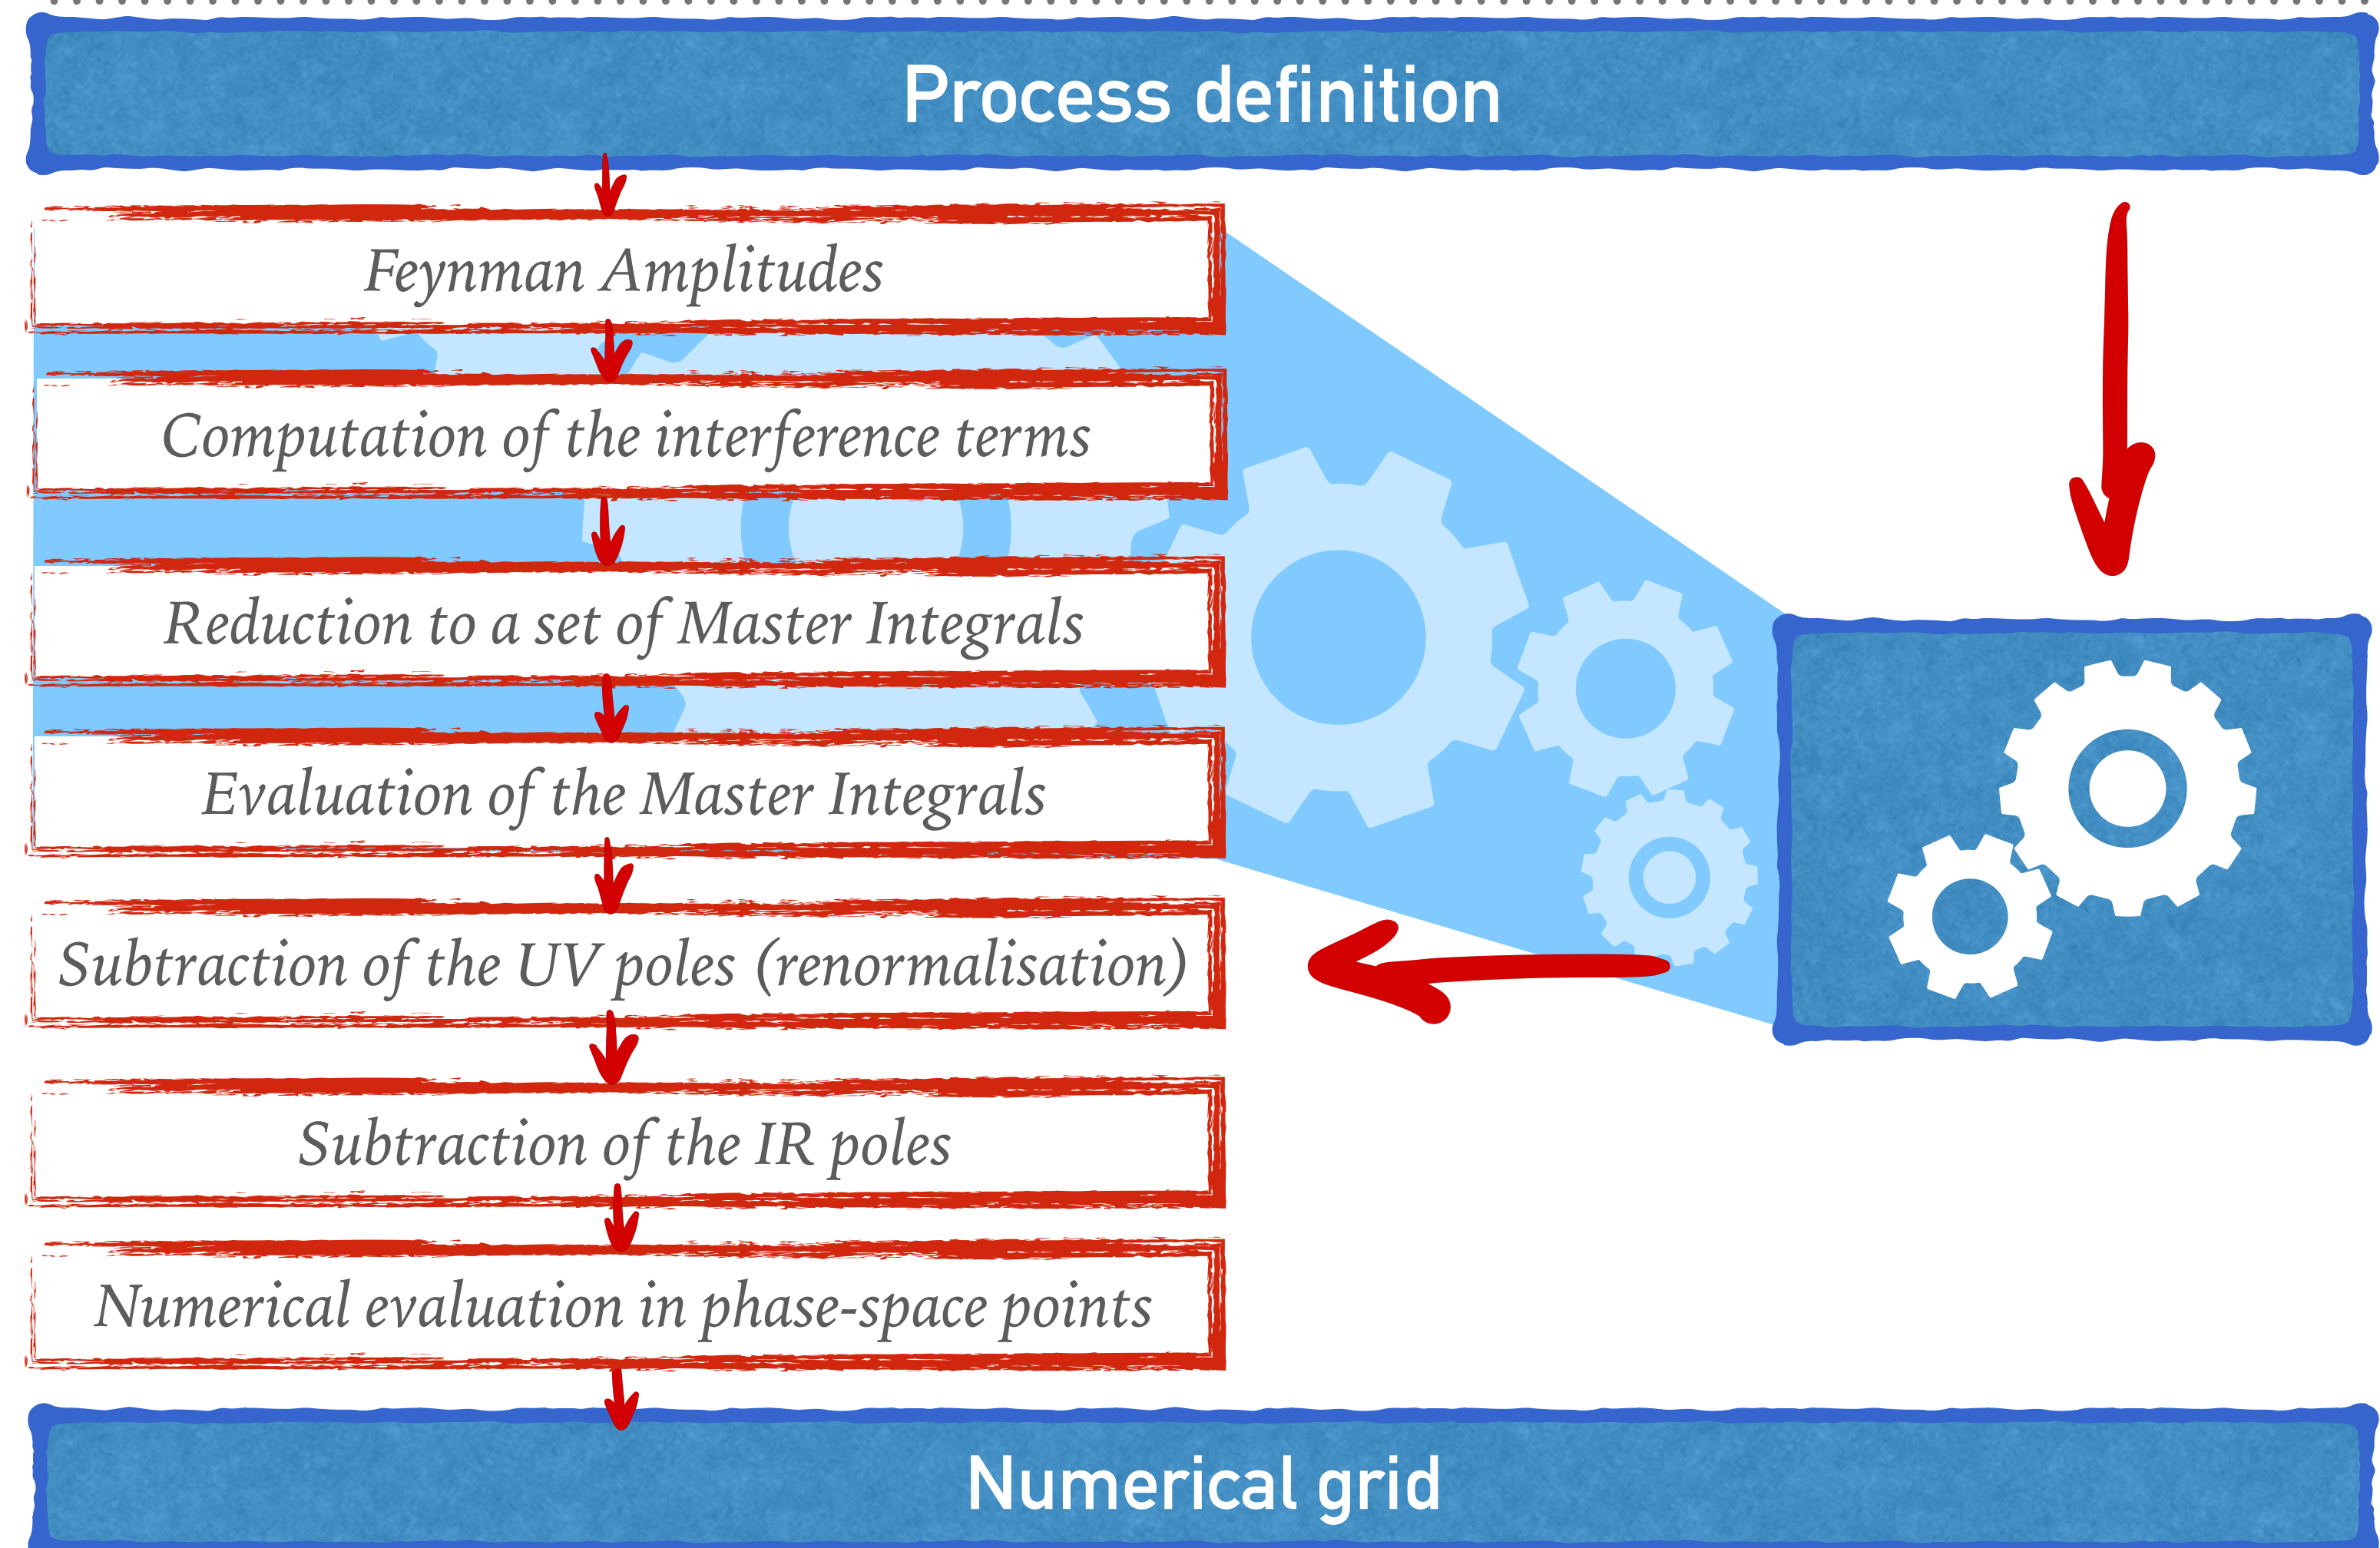 Process definition
Feynman Amplitudes
Computation of the interference terms
Reduction to a set of Master Integrals
Evaluation of the Master Integrals
Subtraction of the UV poles (renormalisation)
Subtraction of the IR poles
Numerical evaluation in phase-space points
Numerical grid